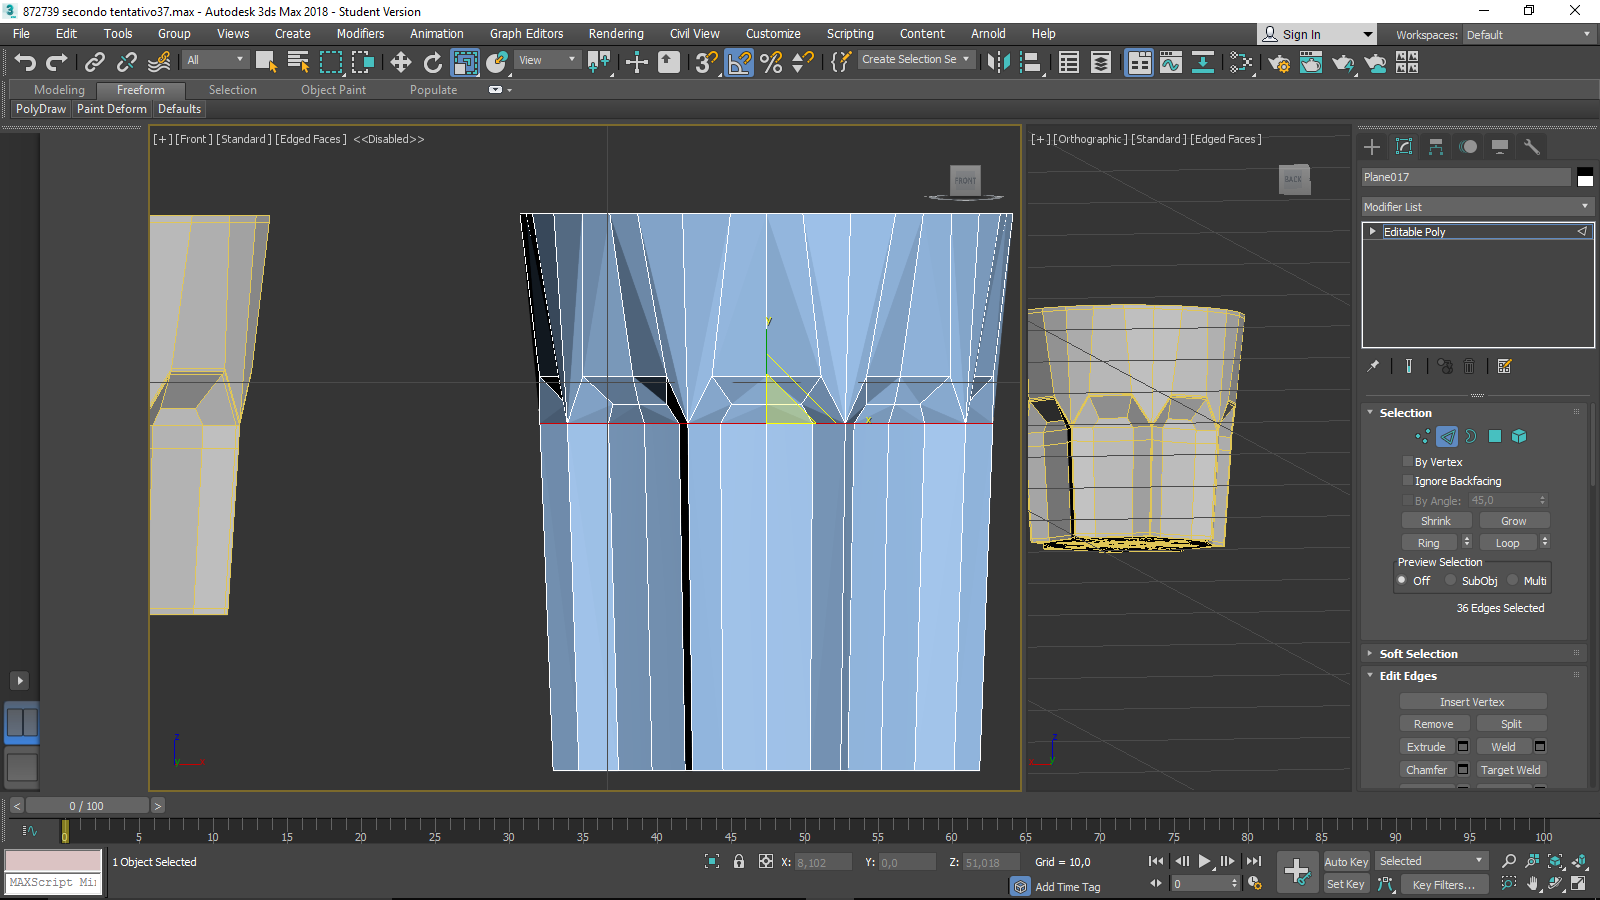 872739 secondo tentativo37.max - Autodesk 3ds Max 2018 - Student Version
File Edit Tools Group Views Create Modifiers Animation Graph Editors Rendering Civil View Customize Scripting Content Arnold Help Sign In Workspaces: Default
All View Create Selection Se
Modeling Freeform Selection Object Paint Populate
PolyDraw Paint Deform Defaults
[+] [Front] [Standard] [Edged Faces] <<Disabled>>
[+] [Orthographic] [Standard] [Edged Faces]
FRONT
BACK
Plane017
Modifier List
Editable Poly
y
x
Selection
By Vertex
Ignore Backfacing
By Angle: 45,0
Shrink Grow
Ring Loop
Preview Selection
Off SubObj Multi
36 Edges Selected
Soft Selection
Edit Edges
Insert Vertex
Remove Split
Extrude Weld
Chamfer Target Weld
z
z
< 0 / 100 >
0 5 10 15 20 25 30 35 40 45 50 55 60 65 70 75 80 85 90 95 100
1 Object Selected
X: 8,102 Y: 0,0 Z: 51,018 Grid = 10,0
Auto Key Selected
MAXScript Mi
Add Time Tag
0
Set Key Key Filters...